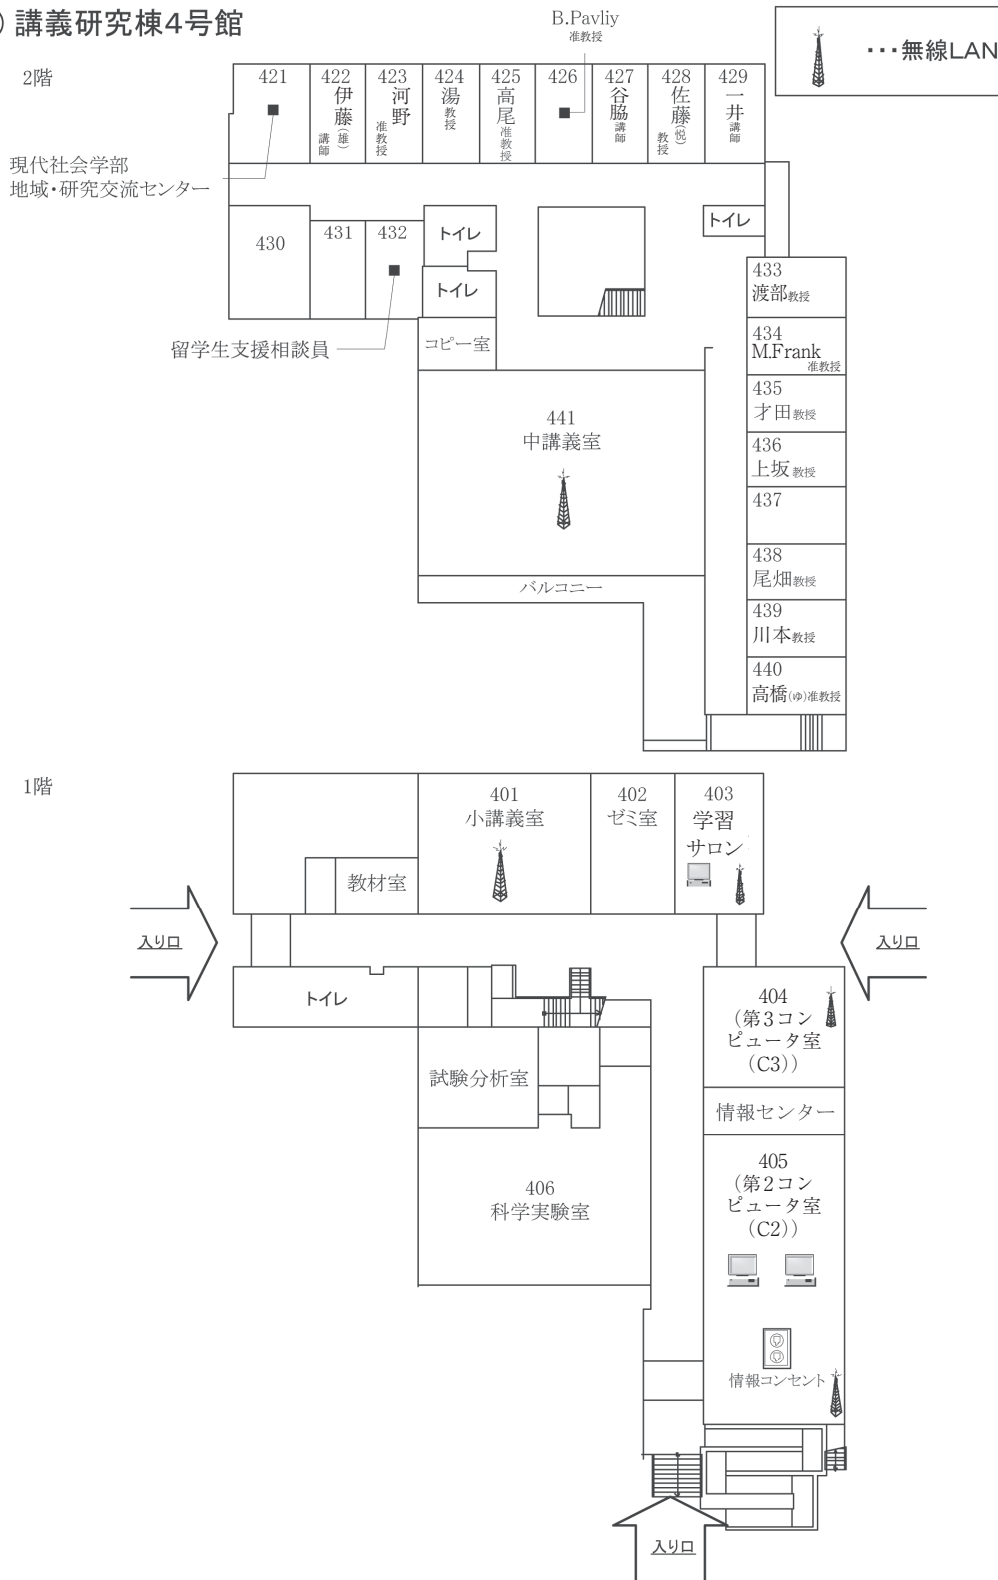 ) 講義研究棟4号館
B.Pavliy
准教授
･･･無線LAN
2階
421
422
伊藤(雄)
講師
423
河野
准教授
424
湯
教授
425
高尾
准教授
426
427
谷脇
講師
428
佐藤(悦)
教授
429
一井
講師
現代社会学部
地域・研究交流センター
430
431
432
トイレ
トイレ
トイレ
留学生支援相談員
コピー室
433
渡部教授
434
M.Frank
准教授
435
才田教授
436
上坂教授
437
438
尾畑教授
439
川本教授
440
高橋(ゆ)准教授
441
中講義室
バルコニー
1階
401
小講義室
402
ゼミ室
403
学習
サロン
教材室
入り口
入り口
トイレ
404
(第3コン
ピュータ室
(C3))
試験分析室
情報センター
406
科学実験室
405
(第2コン
ピュータ室
(C2))
情報コンセント
入り口